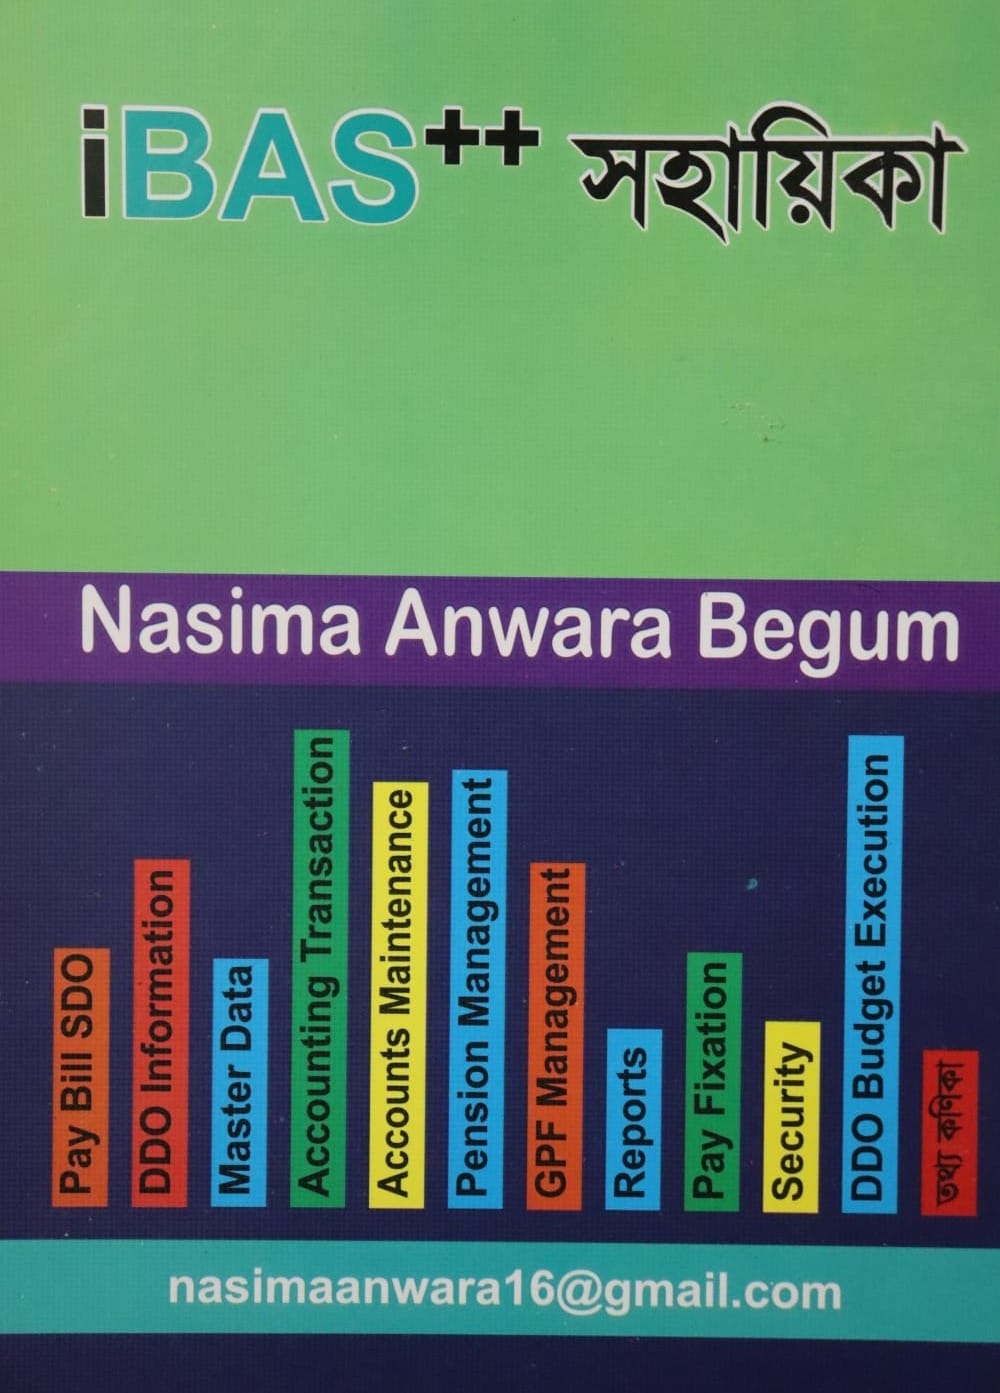 iBAS++ সহায়িকা
Nasima Anwara Begum
Pay Bill SDO
DDO Information
Master Data
Accounting Transaction
Accounts Maintenance
Pension Management
GPF Management
Reports
Pay Fixation
Security
DDO Budget Execution
তথ্য কণিকা
nasimaanwara16@gmail.com